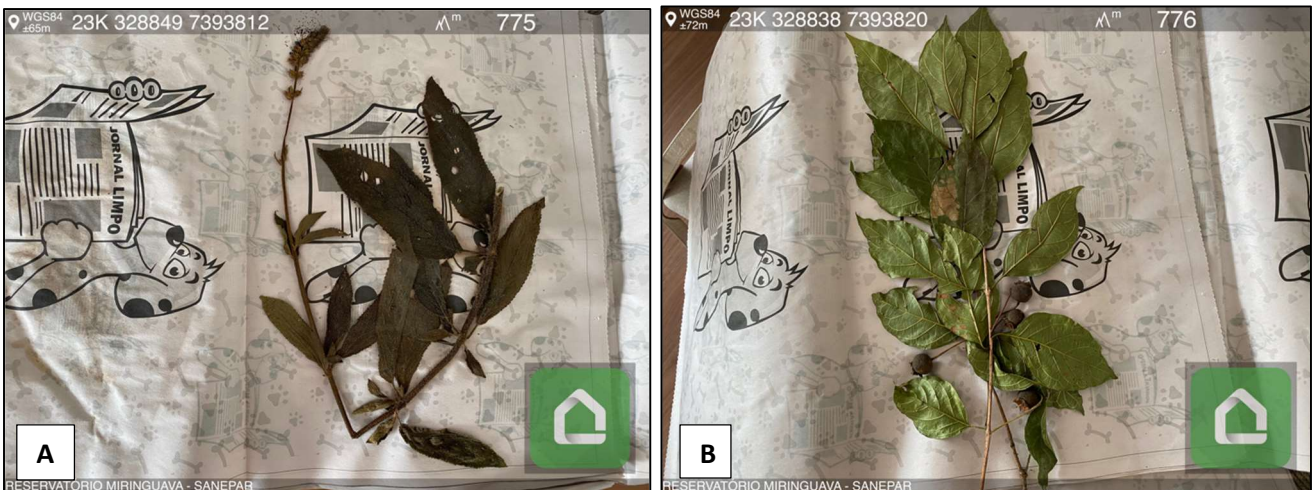 WGS84
±65m
23K 328849 7393812
m
775
JORNAL LIMPO
JORNAL
A
RESERVATÓRIO MIRINGUAVA - SANEPAR
WGS84
±72m
23K 328838 7393820
m
776
JORNAL LIMPO
AL LIMPO
B
RESERVATÓRIO MIRINGUAVA - SANEPAR